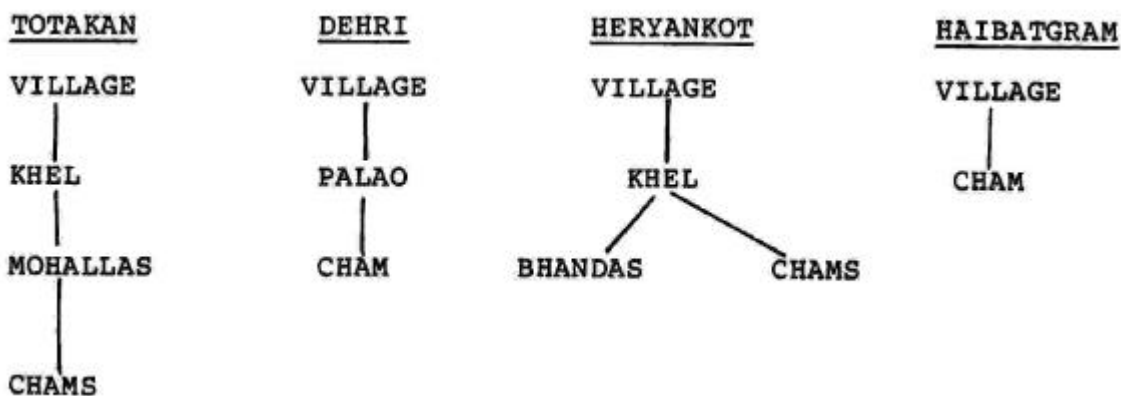 TOTAKAN DEHRI HERYANKOT HAIBATGRAM
VILLAGE VILLAGE VILLAGE VILLAGE
KHEL PALAO KHEL CHAM
MOHALLAS CHAM BHANDAS CHAMS
CHAMS